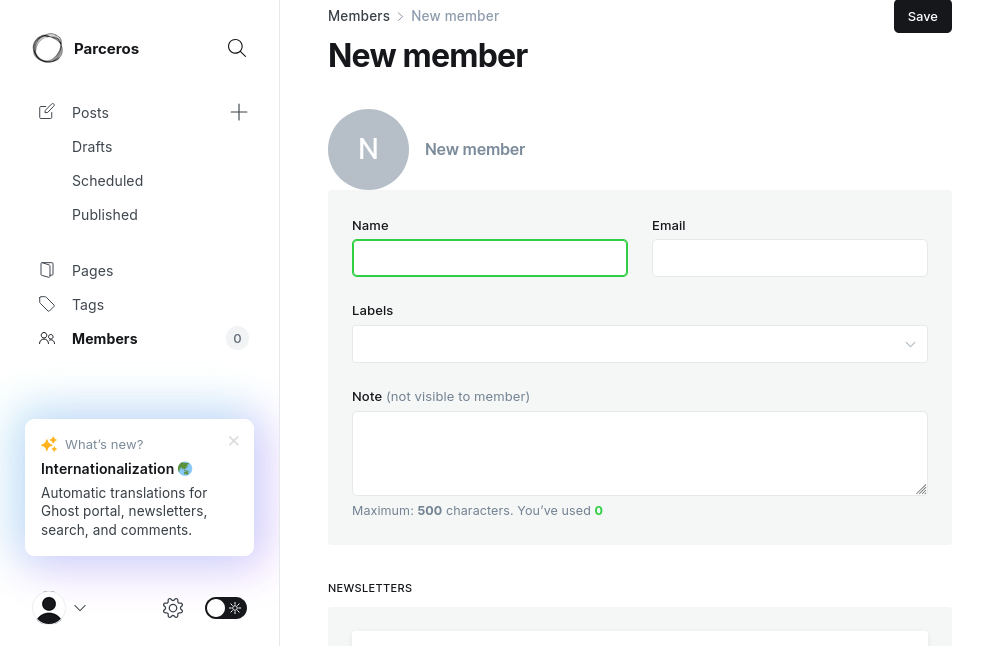 Parceros
Posts
Drafts
Scheduled
Published
Pages
Tags
Members
0
What's new?
Internationalization
Automatic translations for
Ghost portal, newsletters,
search, and comments.
Members
New member
Save
New member
N
New member
Name
Email
Labels
Note (not visible to member)
Maximum: 500 characters. You've used 0
NEWSLETTERS